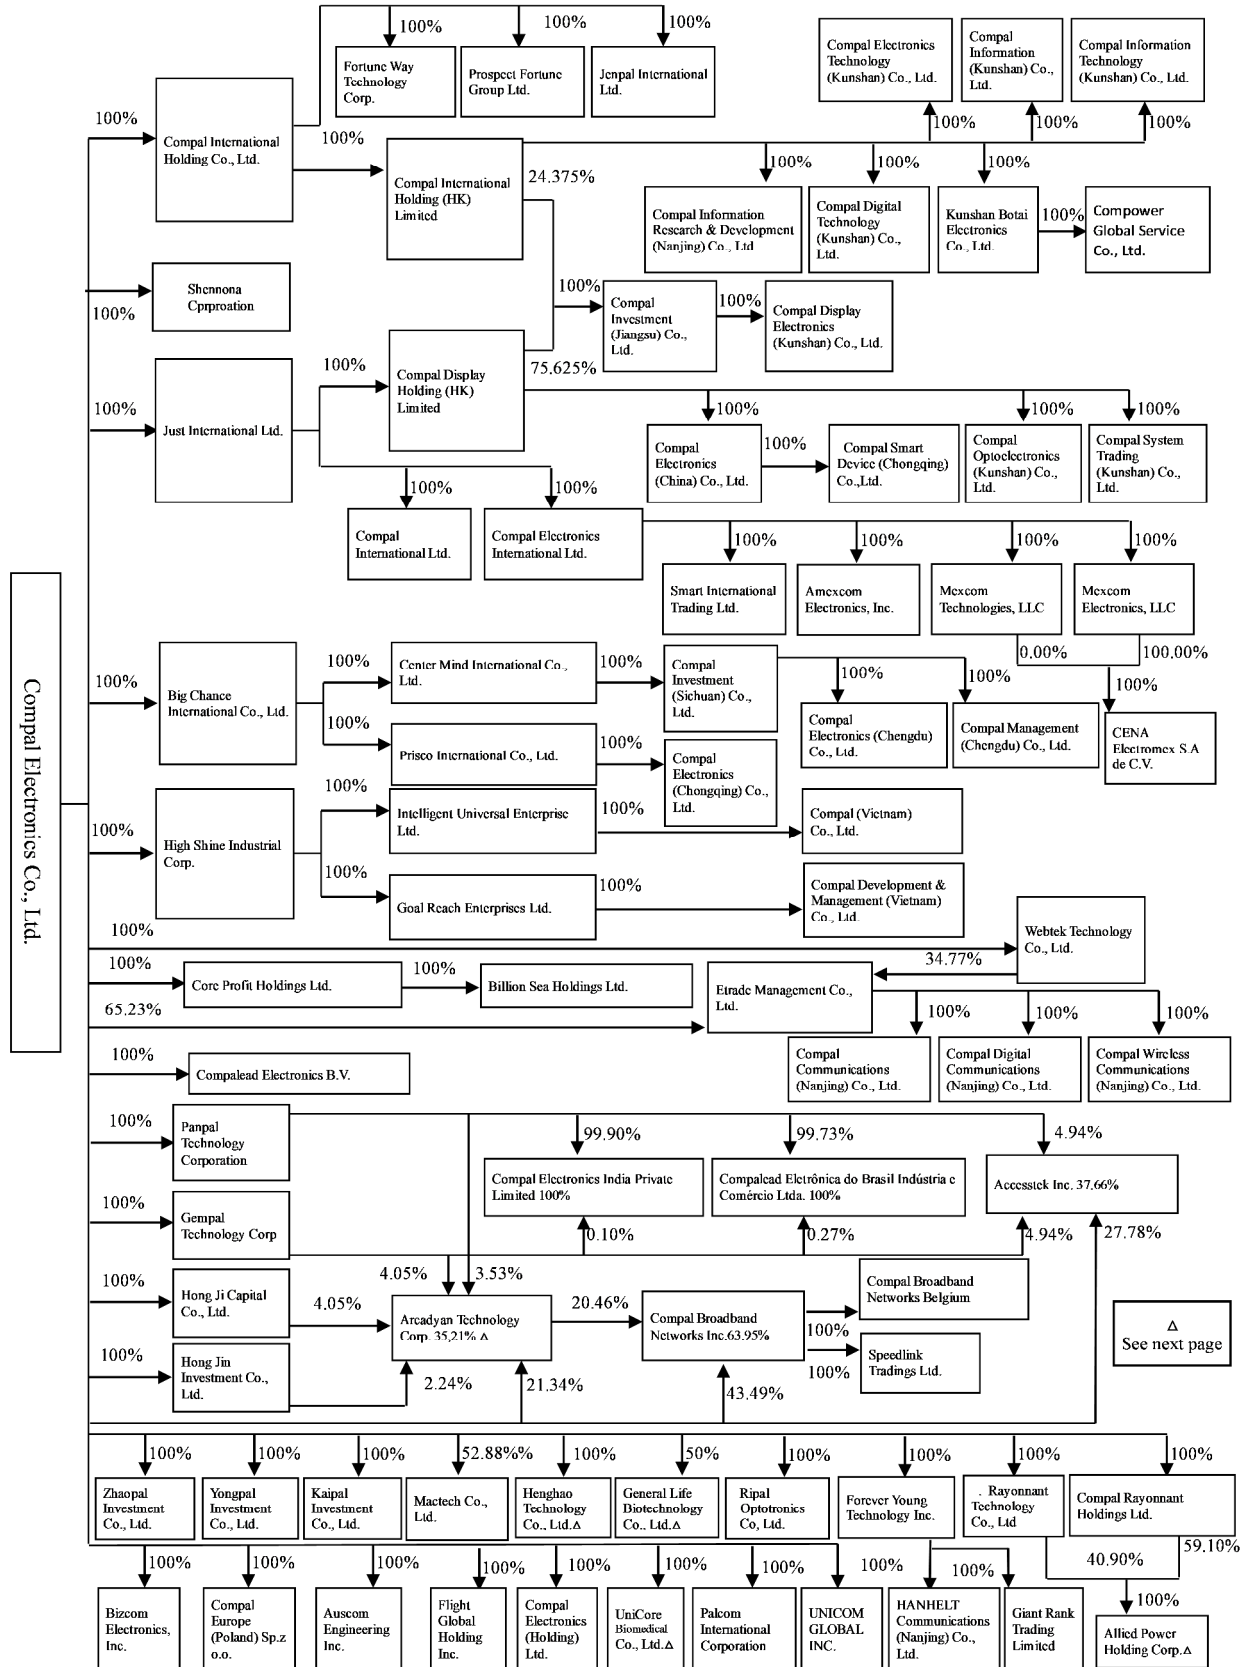 100%
100%
100%
Fortune Way
Technology
Corp.
Prospect Fortune
Group Ltd.
Jenpal International
Ltd.
Compal Electronics
Technology
(Kunshan) Co., Ltd.
Compal
Information
(Kunshan) Co.,
Ltd.
Compal Information
Technology
(Kunshan) Co., Ltd.
100%
100%
100%
100%
Compal International
Holding Co., Ltd.
100%
Compal International
Holding (HK)
Limited
24.375%
100%
100%
100%
Compal Information
Research & Development
(Nanjing) Co., Ltd
Compal Digital
Technology
(Kunshan) Co.,
Ltd.
Kunshan Botai
Electronics
Co., Ltd.
100%
Compower
Global Service
Co., Ltd.
Shennona
Cprproation
100%
100%
Compal
Investment
(Jiangsu) Co.,
Ltd.
100%
Compal Display
Electronics
(Kunshan) Co., Ltd.
100%
Just International Ltd.
100%
Compal Display
Holding (HK)
Limited
75.625%
100%
100%
100%
Compal
Electronics
(China) Co., Ltd.
100%
Compal Smart
Device (Chongqing)
Co.,Ltd.
Compal
Optoelectronics
(Kunshan) Co.,
Ltd.
Compal System
Trading
(Kunshan) Co.,
Ltd.
100%
100%
Compal
International Ltd.
Compal Electronics
International Ltd.
100%
100%
100%
100%
Smart International
Trading Ltd.
Amexcom
Electronics, Inc.
Mexcom
Technologies, LLC
Mexcom
Electronics, LLC
0.00%
100.00%
100%
CENA
Electromex S.A
de C.V.
Compal Electronics Co., Ltd.
100%
Big Chance
International Co., Ltd.
100%
Center Mind International Co.,
Ltd.
100%
Compal
Investment
(Sichuan) Co.,
Ltd.
100%
100%
Compal
Electronics (Chengdu)
Co., Ltd.
Compal Management
(Chengdu) Co., Ltd.
100%
Prisco International Co., Ltd.
100%
Compal
Electronics
(Chongqing) Co.,
Ltd.
100%
High Shine Industrial
Corp.
100%
Intelligent Universal Enterprise
Ltd.
100%
Compal (Vietnam)
Co., Ltd.
100%
Goal Reach Enterprises Ltd.
100%
Compal Development &
Management (Vietnam)
Co., Ltd.
100%
Webtek Technology
Co., Ltd.
34.77%
100%
Core Profit Holdings Ltd.
100%
Billion Sea Holdings Ltd.
65.23%
Etrade Management Co.,
Ltd.
100%
100%
100%
Compal
Communications
(Nanjing) Co., Ltd.
Compal Digital
Communications
(Nanjing) Co., Ltd.
Compal Wireless
Communications
(Nanjing) Co., Ltd.
100%
Compalead Electronics B.V.
100%
Panpal
Technology
Corporation
99.90%
99.73%
4.94%
Compal Electronics India Private
Limited 100%
Compalead Eletrônica do Brasil Indústria e
Comércio Ltda. 100%
Accesstek Inc. 37.66%
100%
Gempal
Technology Corp
0.10%
0.27%
4.94%
27.78%
100%
Hong Ji Capital
Co., Ltd.
4.05%
3.53%
4.05%
Arcadyan Technology
Corp. 35.21% Δ
20.46%
Compal Broadband
Networks Inc.63.95%
100%
Compal Broadband
Networks Belgium
100%
Speedlink
Tradings Ltd.
Δ
See next page
100%
Hong Jin
Investment Co.,
Ltd.
2.24%
21.34%
43.49%
100%
100%
100%
52.88%%
100%
50%
100%
100%
100%
100%
Zhaopal
Investment
Co., Ltd.
Yongpal
Investment
Co., Ltd.
Kaipal
Investment
Co., Ltd.
Mactech Co.,
Ltd.
Henghao
Technology
Co., Ltd.Δ
General Life
Biotechnology
Co., Ltd.Δ
Ripal
Optotronics
Co, Ltd.
Forever Young
Technology Inc.
. Rayonnant
Technology
Co., Ltd
Compal Rayonnant
Holdings Ltd.
40.90%
59.10%
100%
100%
100%
100%
100%
100%
100%
100%
100%
100%
100%
Bizcom
Electronics,
Inc.
Compal
Europe
(Poland) Sp.z
o.o.
Auscom
Engineering
Inc.
Flight
Global
Holding
Inc.
Compal
Electronics
(Holding)
Ltd.
UniCore
Biomedical
Co., Ltd.Δ
Palcom
International
Corporation
UNICOM
GLOBAL
INC.
HANHELT
Communications
(Nanjing) Co.,
Ltd.
Giant Rank
Trading
Limited
Allied Power
Holding Corp.Δ